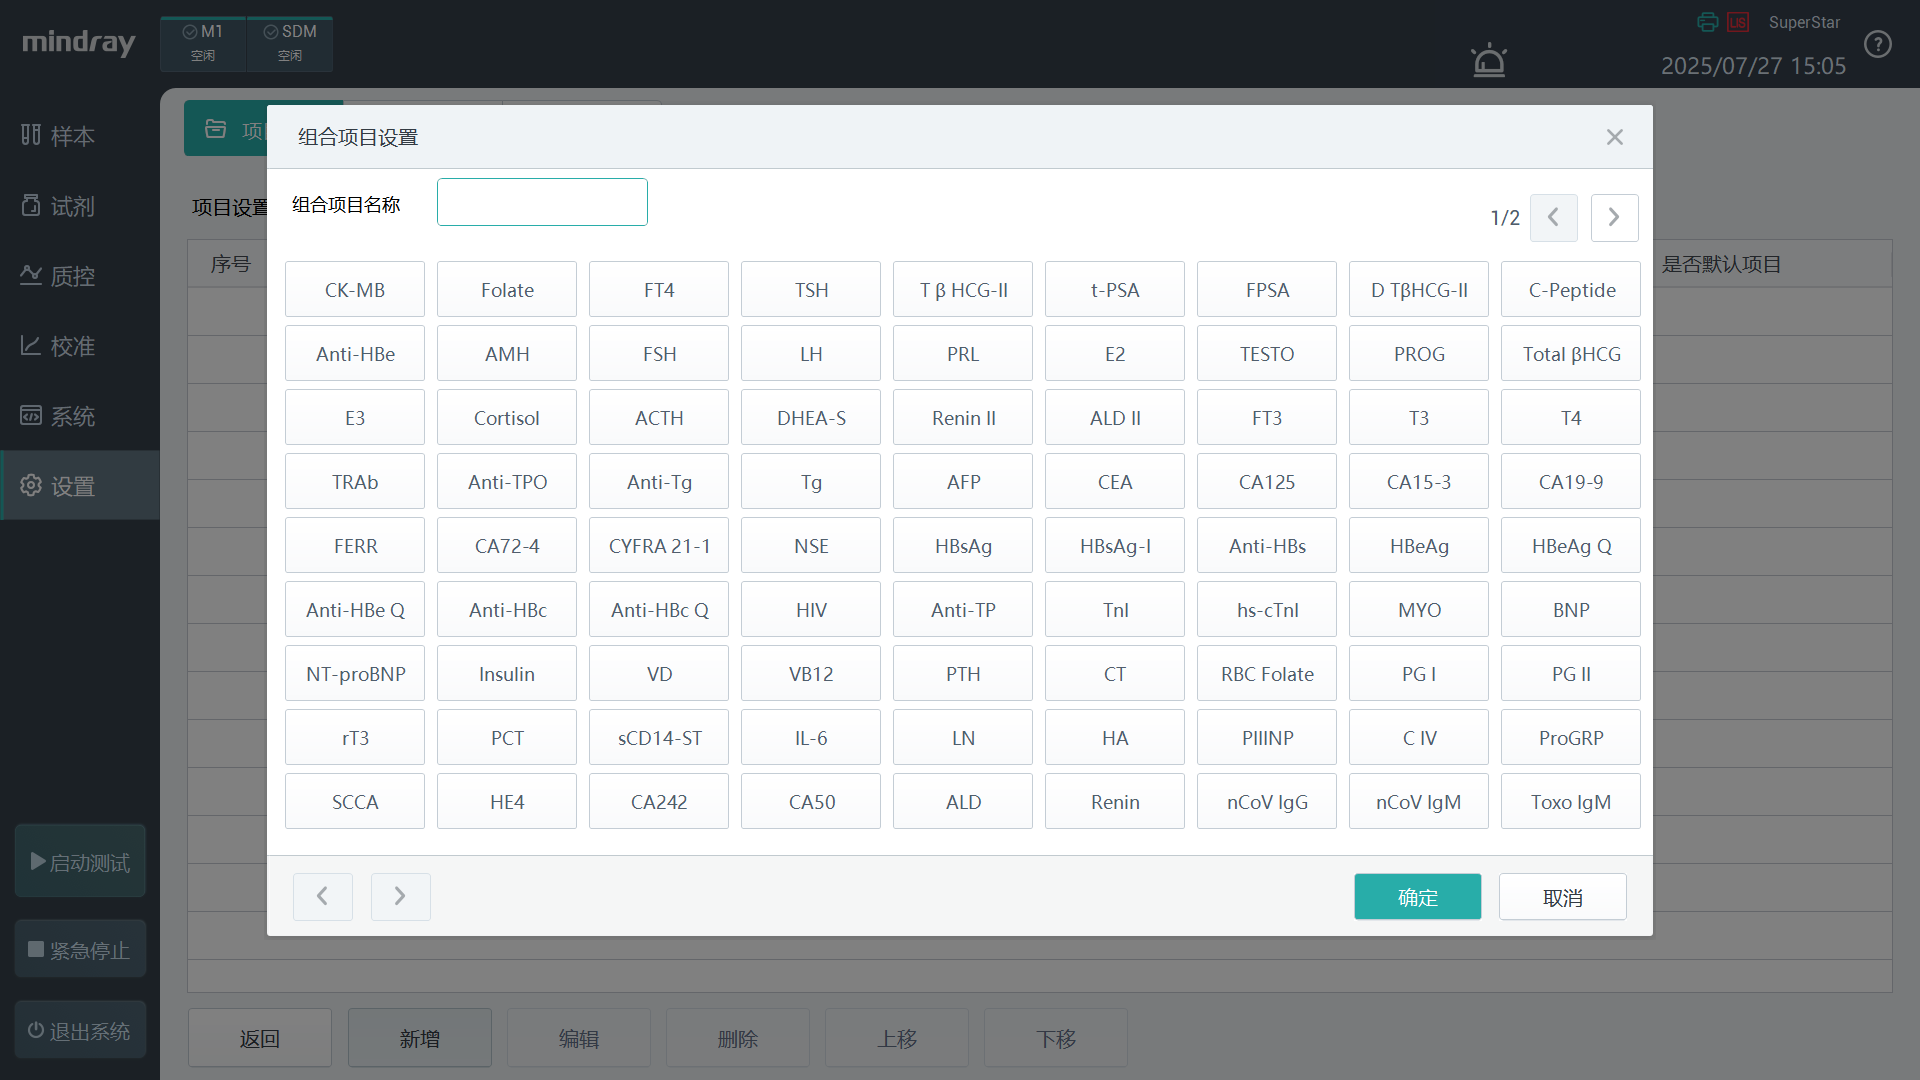 mindray
M1
空闲
SDM
空闲
LIS
SuperStar
2025/07/27 15:05
样本
试剂
质控
校准
系统
设置
启动测试
紧急停止
退出系统
项目设置
序号
是否默认项目
组合项目设置
组合项目名称
1/2
CK-MB Folate FT4 TSH T β HCG-II t-PSA FPSA D TβHCG-II C-Peptide
Anti-HBe AMH FSH LH PRL E2 TESTO PROG Total βHCG
E3 Cortisol ACTH DHEA-S Renin II ALD II FT3 T3 T4
TRAb Anti-TPO Anti-Tg Tg AFP CEA CA125 CA15-3 CA19-9
FERR CA72-4 CYFRA 21-1 NSE HBsAg HBsAg-I Anti-HBs HBeAg HBeAg Q
Anti-HBe Q Anti-HBc Anti-HBc Q HIV Anti-TP TnI hs-cTnI MYO BNP
NT-proBNP Insulin VD VB12 PTH CT RBC Folate PG I PG II
rT3 PCT sCD14-ST IL-6 LN HA PIIINP C IV ProGRP
SCCA HE4 CA242 CA50 ALD Renin nCoV IgG nCoV IgM Toxo IgM
确定
取消
返回
新增
编辑
删除
上移
下移